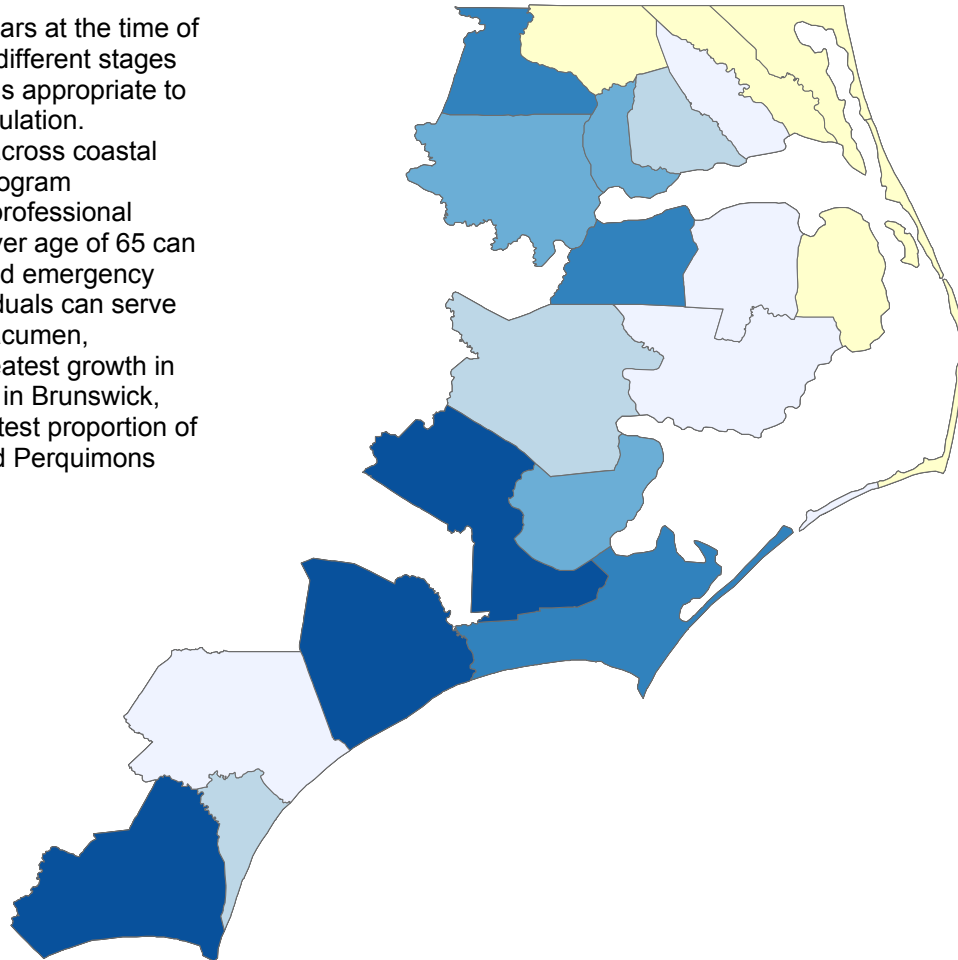 ars at the time of
different stages
s appropriate to
ulation.
cross coastal
ogram
professional
ver age of 65 can
d emergency
duals can serve
cumen,
eatest growth in
in Brunswick,
test proportion of
d Perquimons